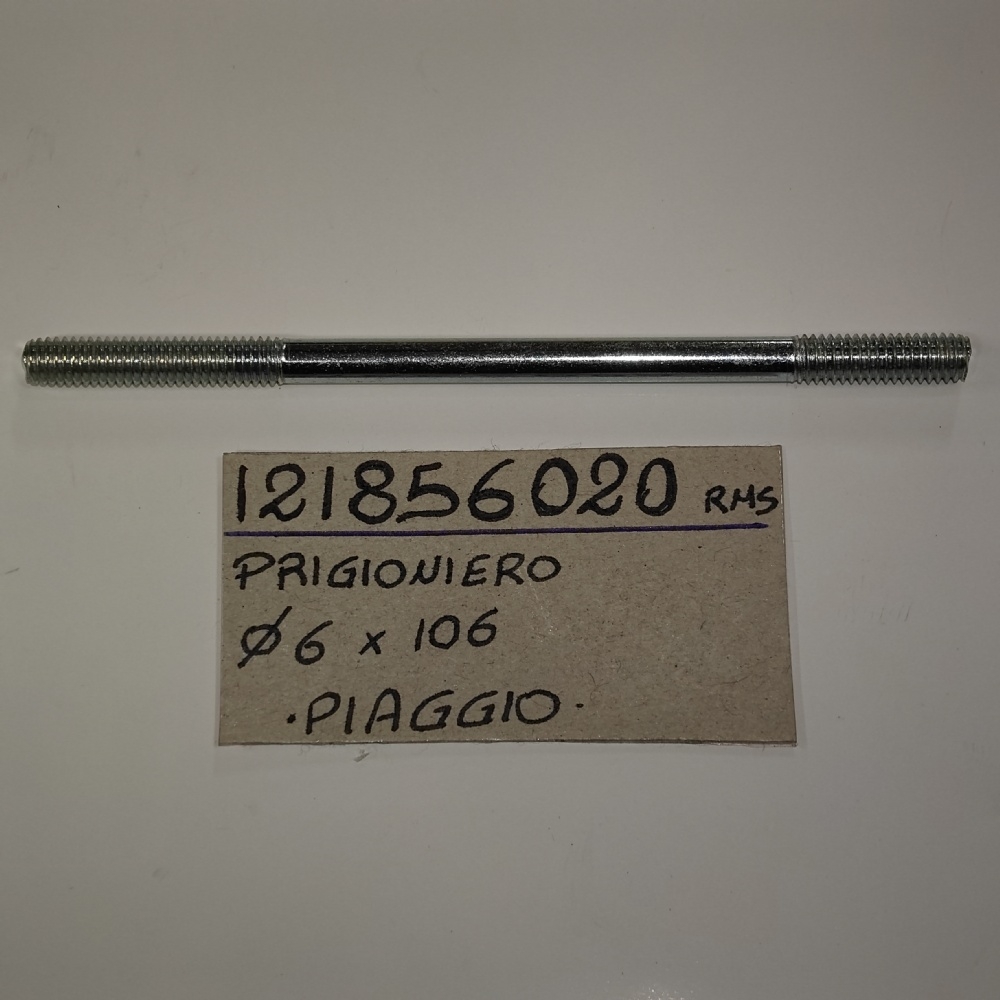 121856020 RMS
PRIGIONIERO
Ø6 x 106
·PIAGGIO·